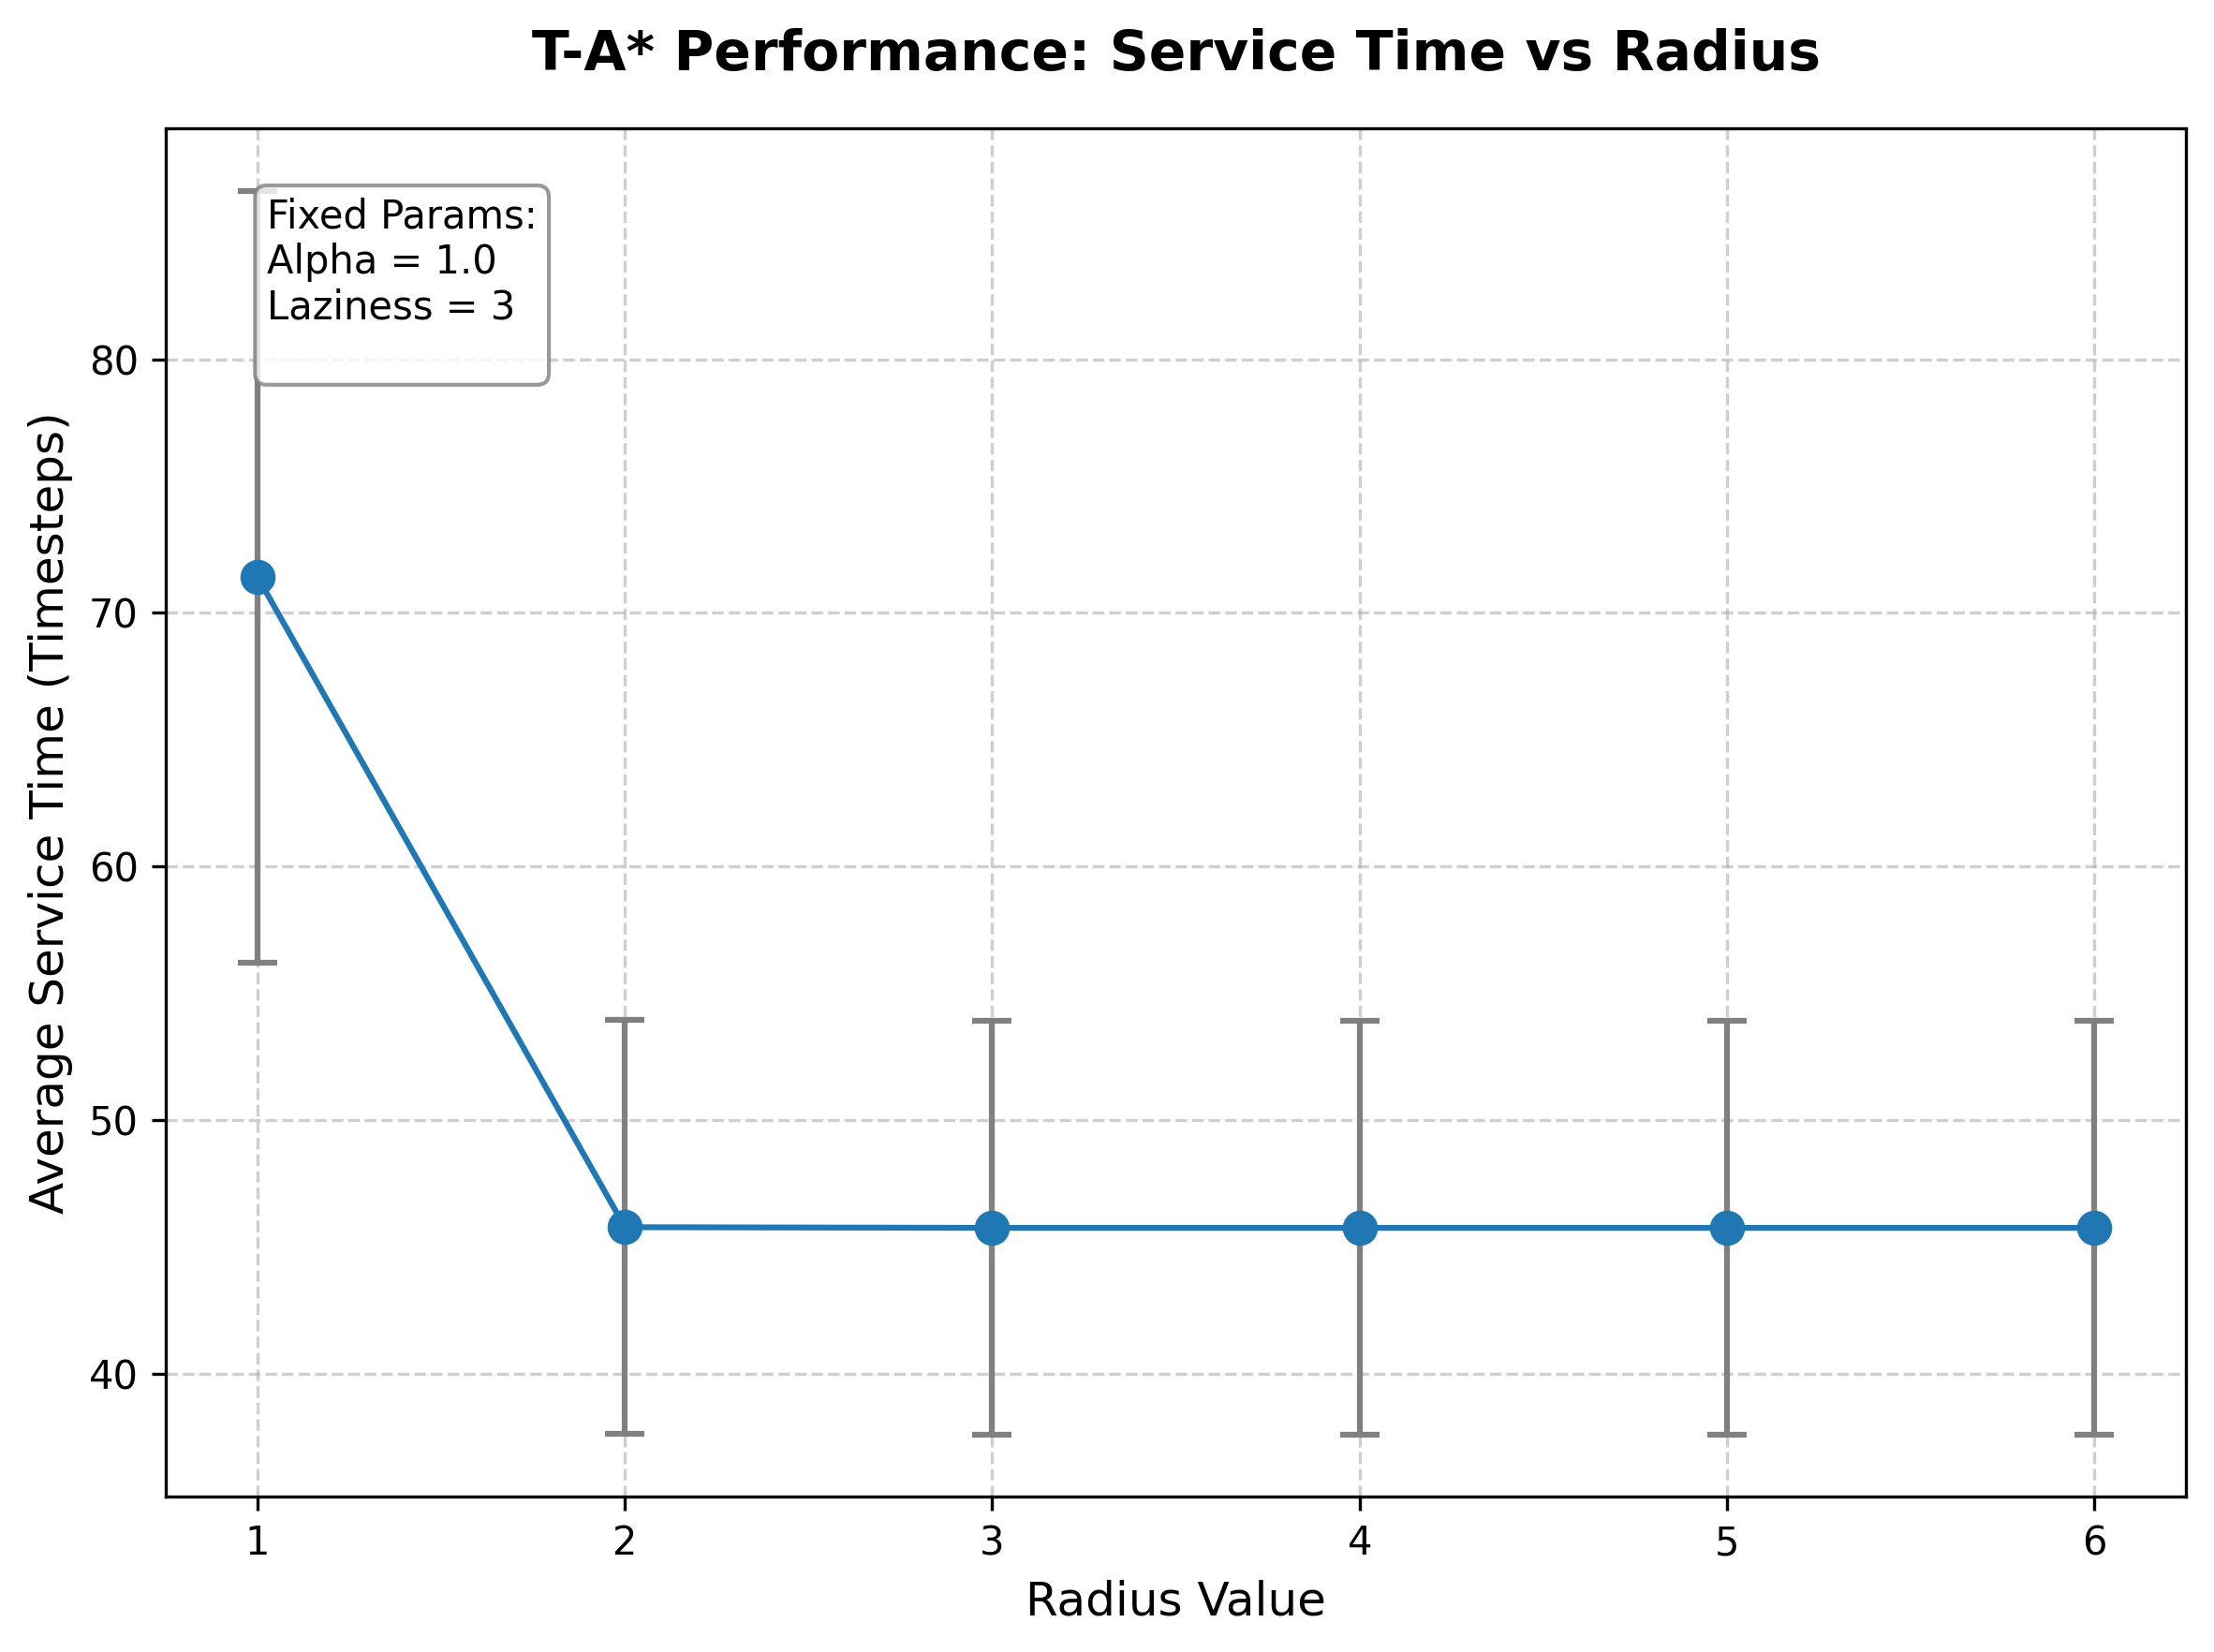 T-A* Performance: Service Time vs Radius
Fixed Params:
Alpha = 1.0
Laziness = 3
Average Service Time (Timesteps)
80
70
60
50
40
1 2 3 4 5 6
Radius Value